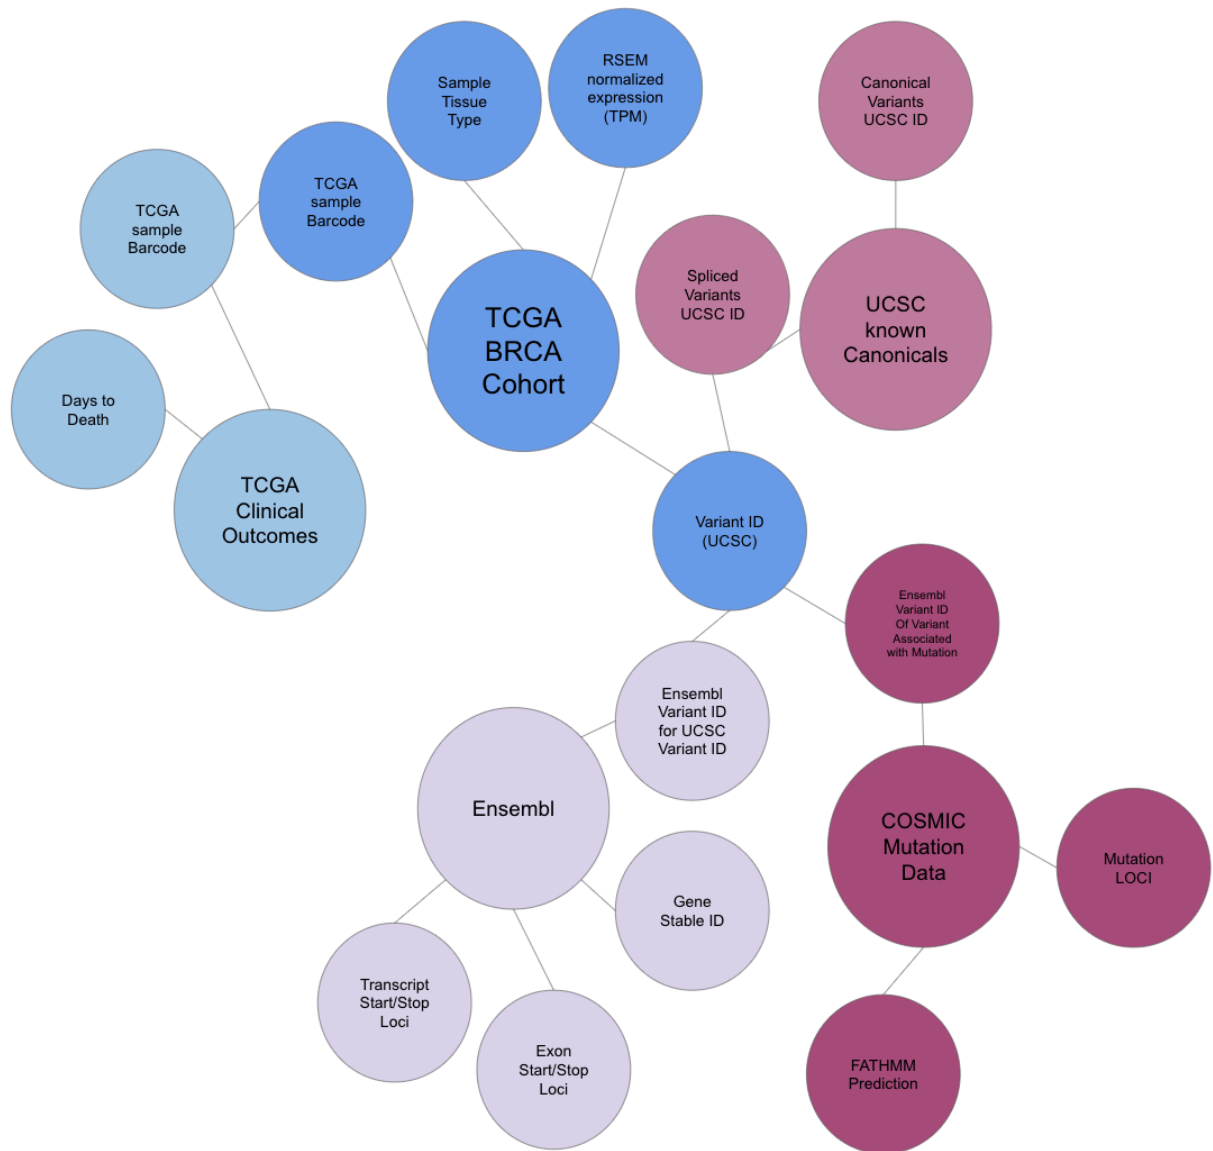 Sample
Tissue
Type
RSEM
normalized
expression
(TPM)
Canonical
Variants
UCSC ID
TCGA
sample
Barcode
TCGA
sample
Barcode
Spliced
Variants
UCSC ID
UCSC
known
Canonicals
TCGA
BRCA
Cohort
Days to
Death
TCGA
Clinical
Outcomes
Variant ID
(UCSC)
Ensembl
Variant ID
Of Variant
Associated
with Mutation
Ensembl
Variant ID
for UCSC
Variant ID
Ensembl
COSMIC
Mutation
Data
Mutation
LOCI
Gene
Stable ID
Transcript
Start/Stop
Loci
Exon
Start/Stop
Loci
FATHMM
Prediction